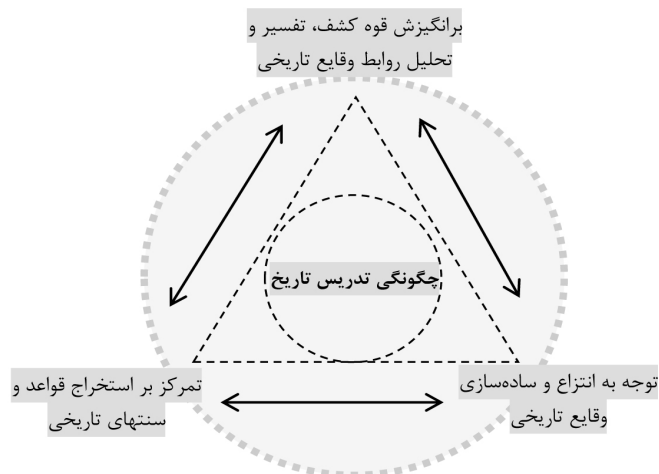 برانگیزش قوه کشف، تفسیر و
تحلیل روابط وقایع تاریخی
چگونگی تدریس تاریخ
توجه به انتزاع و ساده‌سازی
وقایع تاریخی
تمرکز بر استخراج قواعد و
سنتهای تاریخی